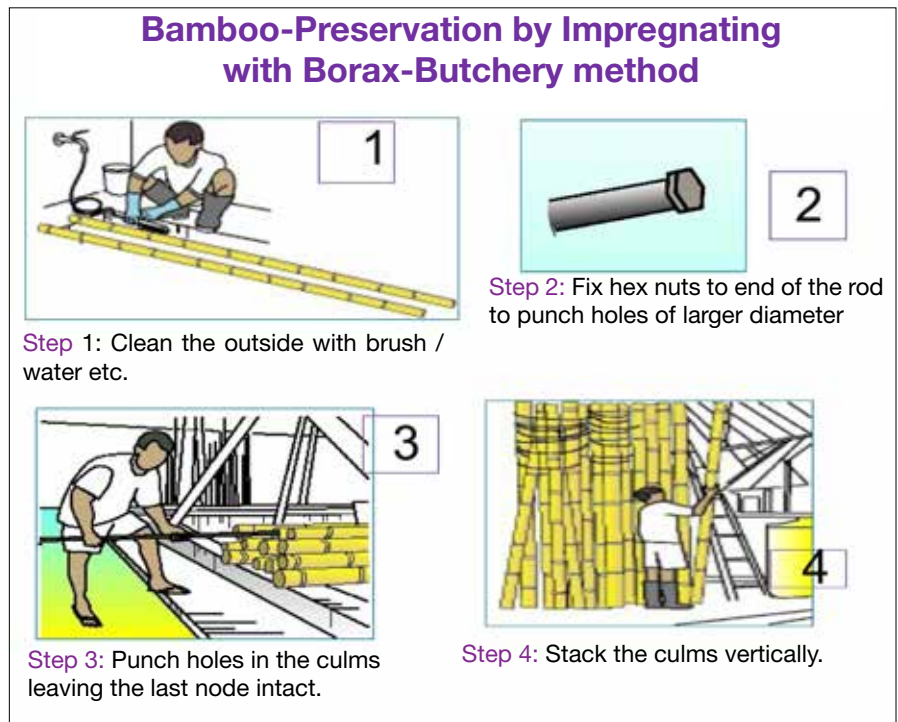 Bamboo-Preservation by Impregnating
with Borax-Butchery method
1
2
Step 1: Clean the outside with brush /
water etc.
Step 2: Fix hex nuts to end of the rod
to punch holes of larger diameter
3
4
Step 3: Punch holes in the culms
leaving the last node intact.
Step 4: Stack the culms vertically.